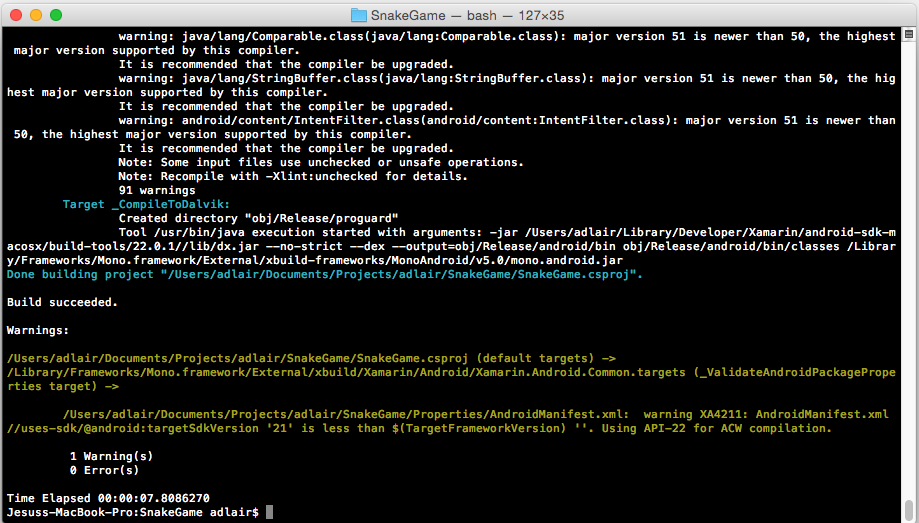 SnakeGame — bash — 127×35
warning: java/lang/Comparable.class(java/lang:Comparable.class): major version 51 is newer than 50, the highest
major version supported by this compiler.
It is recommended that the compiler be upgraded.
warning: java/lang/StringBuffer.class(java/lang:StringBuffer.class): major version 51 is newer than 50, the hig
hest major version supported by this compiler.
It is recommended that the compiler be upgraded.
warning: android/content/IntentFilter.class(android/content:IntentFilter.class): major version 51 is newer than
50, the highest major version supported by this compiler.
It is recommended that the compiler be upgraded.
Note: Some input files use unchecked or unsafe operations.
Note: Recompile with -Xlint:unchecked for details.
91 warnings
Target _CompileToDalvik:
Created directory "obj/Release/proguard"
Tool /usr/bin/java execution started with arguments: -jar /Users/adlair/Library/Developer/Xamarin/android-sdk-m
acosx/build-tools/22.0.1//lib/dx.jar --no-strict --dex --output=obj/Release/android/bin obj/Release/android/bin/classes /Librar
y/Frameworks/Mono.framework/External/xbuild-frameworks/MonoAndroid/v5.0/mono.android.jar
Done building project "/Users/adlair/Documents/Projects/adlair/SnakeGame/SnakeGame.csproj".
Build succeeded.
Warnings:
/Users/adlair/Documents/Projects/adlair/SnakeGame/SnakeGame.csproj (default targets) ->
/Library/Frameworks/Mono.framework/External/xbuild/Xamarin/Android/Xamarin.Android.Common.targets (_ValidateAndroidPackagePrope
rties target) ->
/Users/adlair/Documents/Projects/adlair/SnakeGame/Properties/AndroidManifest.xml:  warning XA4211: AndroidManifest.xml
//uses-sdk/@android:targetSdkVersion '21' is less than $(TargetFrameworkVersion) ''. Using API-22 for ACW compilation.
1 Warning(s)
0 Error(s)
Time Elapsed 00:00:07.8086270
Jesuss-MacBook-Pro:SnakeGame adlair$